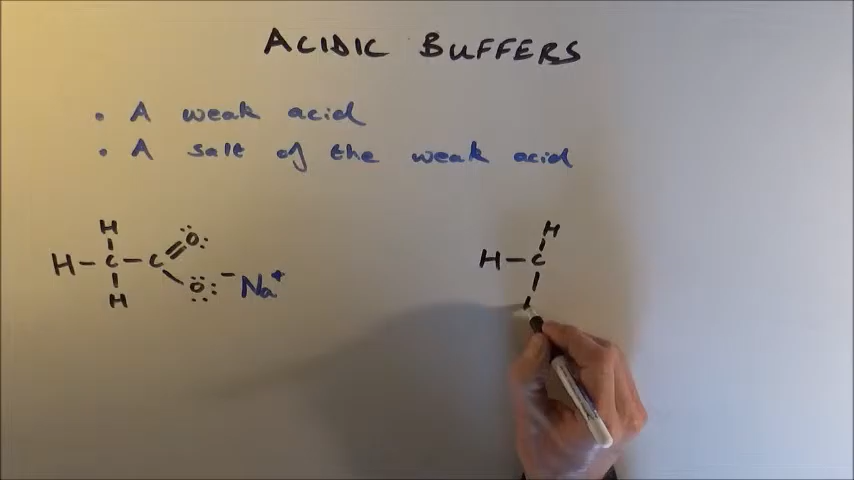 ACIDIC BUFFERS
• A weak acid
• A salt of the weak acid
H H
O
H – C – C H – C
O:⁻ Na⁺
H